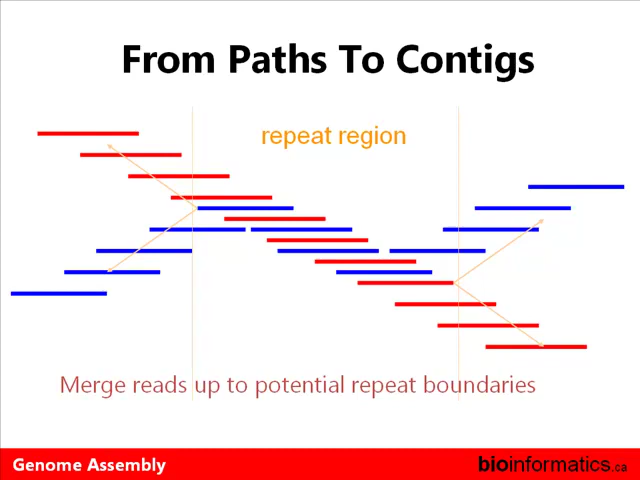 From Paths To Contigs
repeat region
Merge reads up to potential repeat boundaries
Genome Assembly
bioinformatics.ca